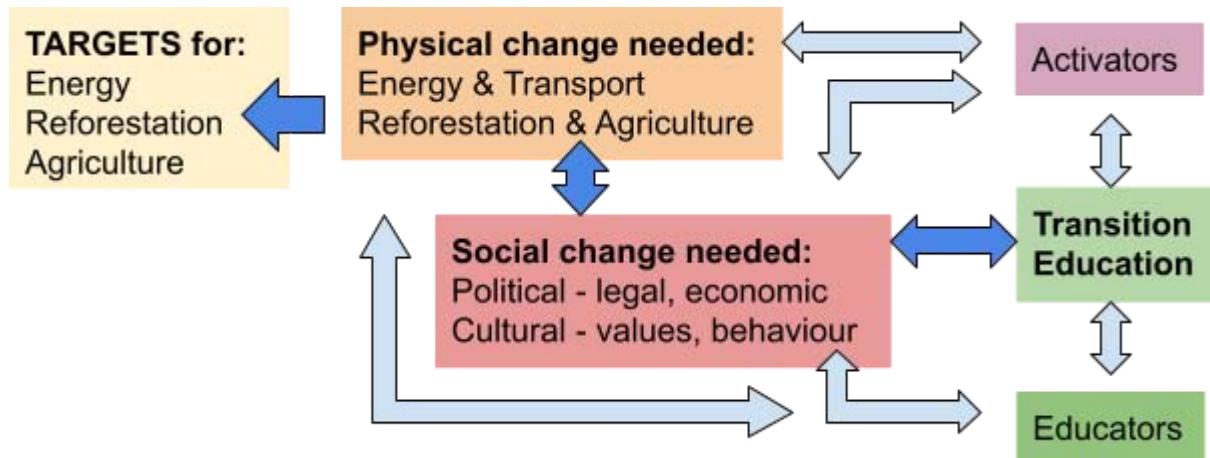 TARGETS for:
Energy
Reforestation
Agriculture
Physical change needed:
Energy & Transport
Reforestation & Agriculture
Activators
Social change needed:
Political - legal, economic
Cultural - values, behaviour
Transition
Education
Educators